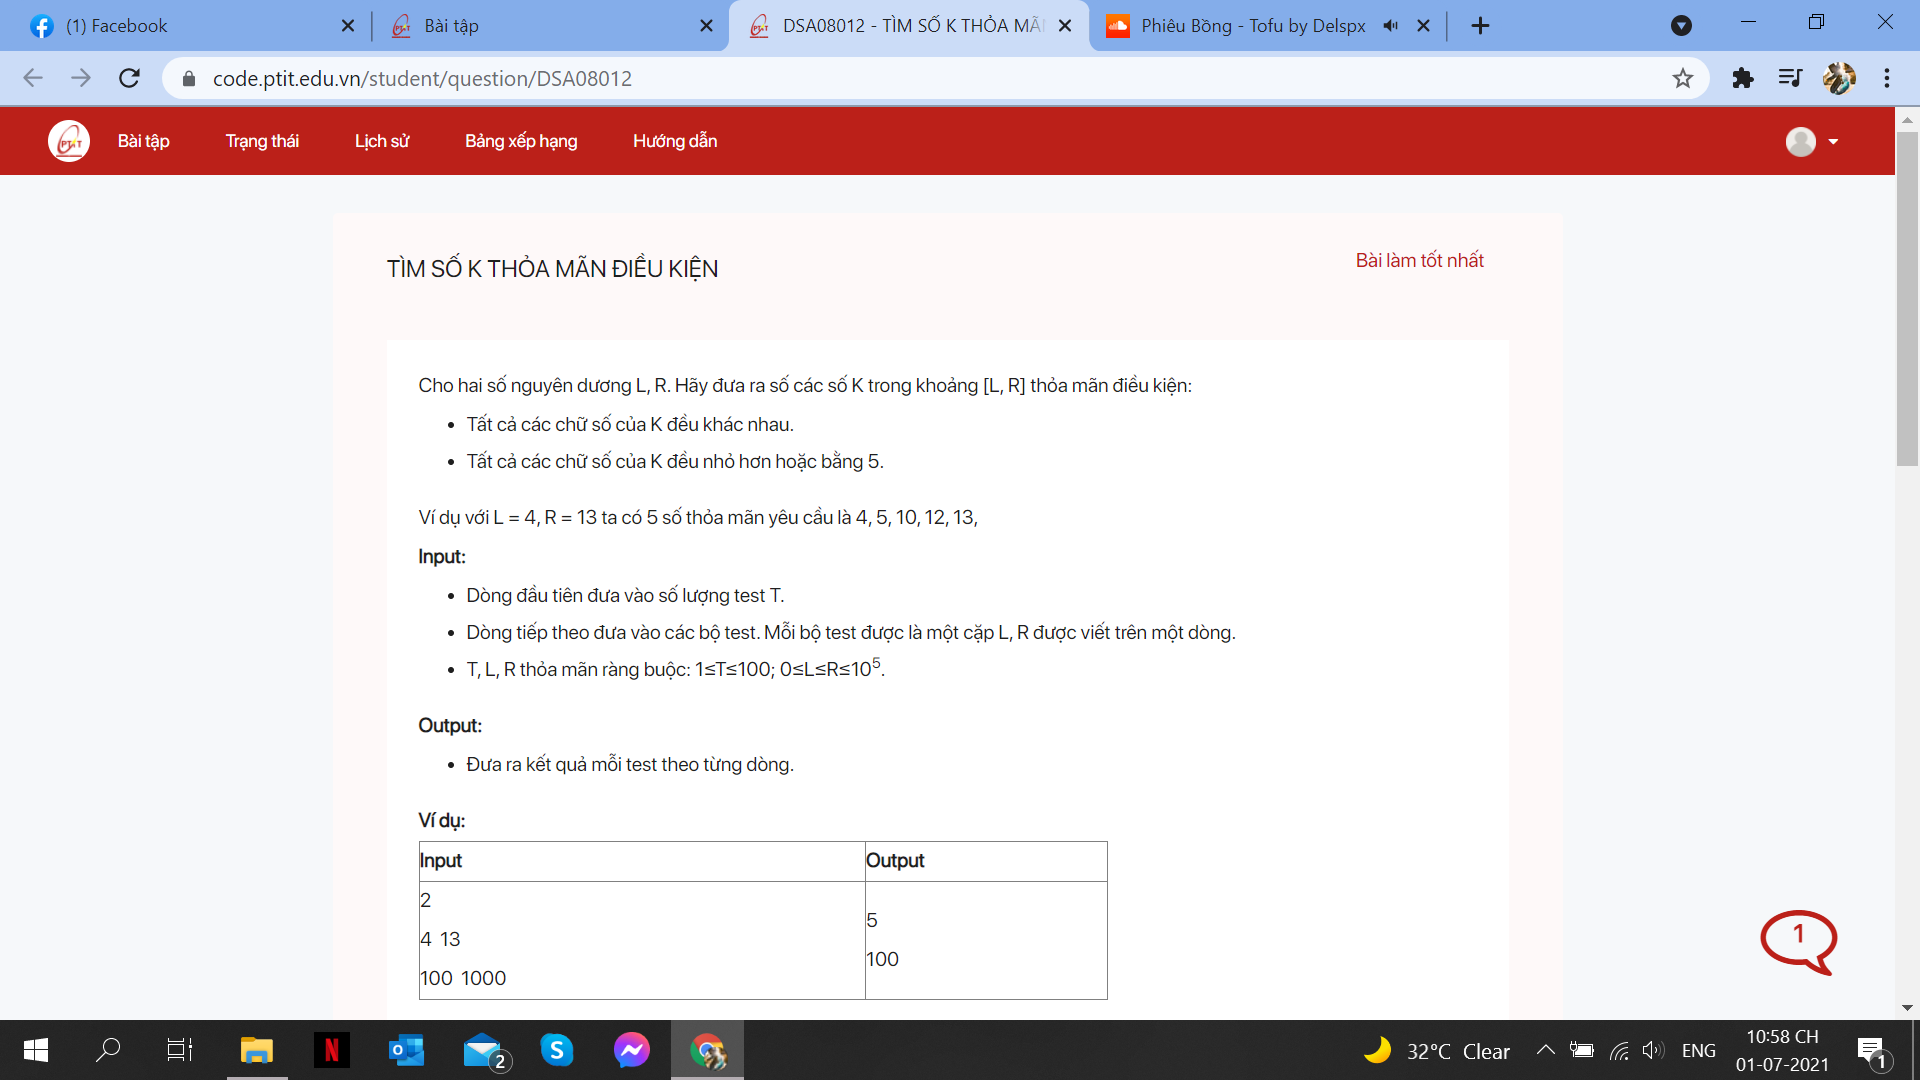 (1) Facebook
Bài tập
DSA08012 - TÌM SỐ K THỎA MÃ
Phiêu Bồng - Tofu by Delspx
code.ptit.edu.vn/student/question/DSA08012
PTIT
Bài tập
Trạng thái
Lịch sử
Bảng xếp hạng
Hướng dẫn
TÌM SỐ K THỎA MÃN ĐIỀU KIỆN
Bài làm tốt nhất
Cho hai số nguyên dương L, R. Hãy đưa ra số các số K trong khoảng [L, R] thỏa mãn điều kiện:
• Tất cả các chữ số của K đều khác nhau.
• Tất cả các chữ số của K đều nhỏ hơn hoặc bằng 5.
Ví dụ với L = 4, R = 13 ta có 5 số thỏa mãn yêu cầu là 4, 5, 10, 12, 13,
Input:
• Dòng đầu tiên đưa vào số lượng test T.
• Dòng tiếp theo đưa vào các bộ test. Mỗi bộ test được là một cặp L, R được viết trên một dòng.
• T, L, R thỏa mãn ràng buộc: 1≤T≤100; 0≤L≤R≤10⁵.
Output:
• Đưa ra kết quả mỗi test theo từng dòng.
Ví dụ:
Input Output
2
4 13
100 1000
5
100
1
2
32°C Clear
ENG
10:58 CH
01-07-2021
1